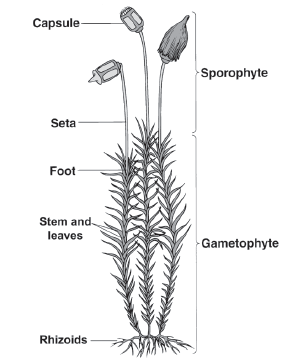 Capsule
Sporophyte
Seta
Foot
Stem and
leaves
Gametophyte
Rhizoids